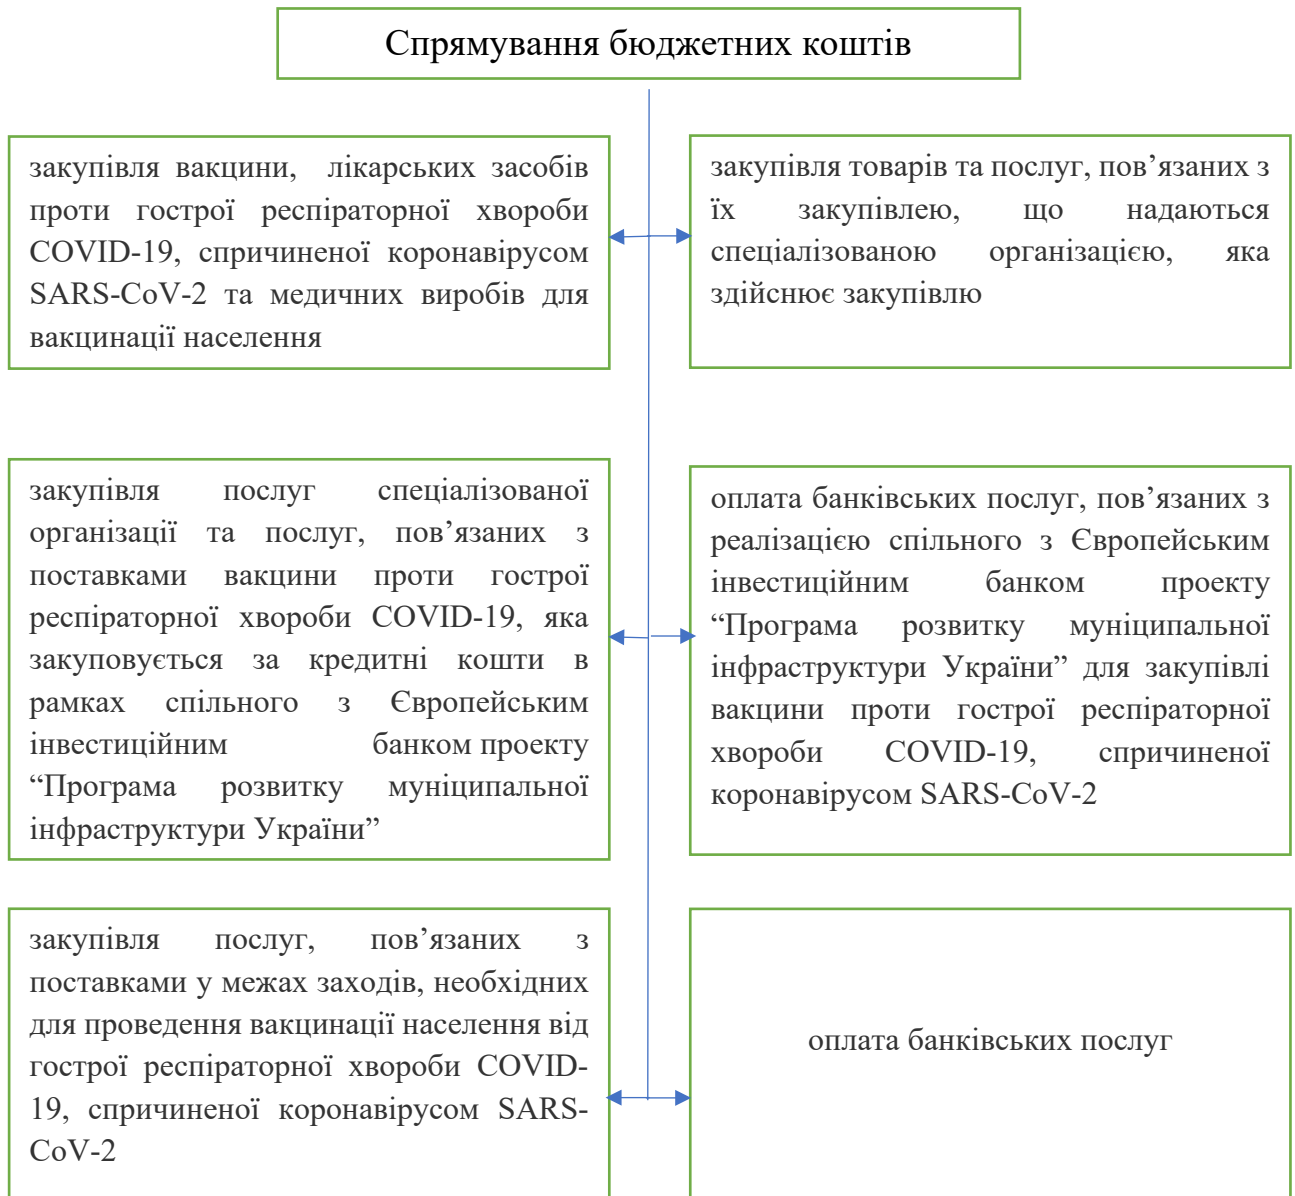 Спрямування бюджетних коштів
закупівля вакцини, лікарських засобів
проти гострої респіраторної хвороби
COVID-19, спричиненої коронавірусом
SARS-CoV-2 та медичних виробів для
вакцинації населення
закупівля товарів та послуг, пов’язаних з
їх закупівлею, що надаються
спеціалізованою організацією, яка
здійснює закупівлю
закупівля послуг спеціалізованої
організації та послуг, пов’язаних з
поставками вакцини проти гострої
респіраторної хвороби COVID-19, яка
закуповується за кредитні кошти в
рамках спільного з Європейським
інвестиційним банком проекту
“Програма розвитку муніципальної
інфраструктури України”
оплата банківських послуг, пов’язаних з
реалізацією спільного з Європейським
інвестиційним банком проекту
“Програма розвитку муніципальної
інфраструктури України” для закупівлі
вакцини проти гострої респіраторної
хвороби COVID-19, спричиненої
коронавірусом SARS-CoV-2
закупівля послуг, пов’язаних з
поставками у межах заходів, необхідних
для проведення вакцинації населення від
гострої респіраторної хвороби COVID-
19, спричиненої коронавірусом SARS-
CoV-2
оплата банківських послуг